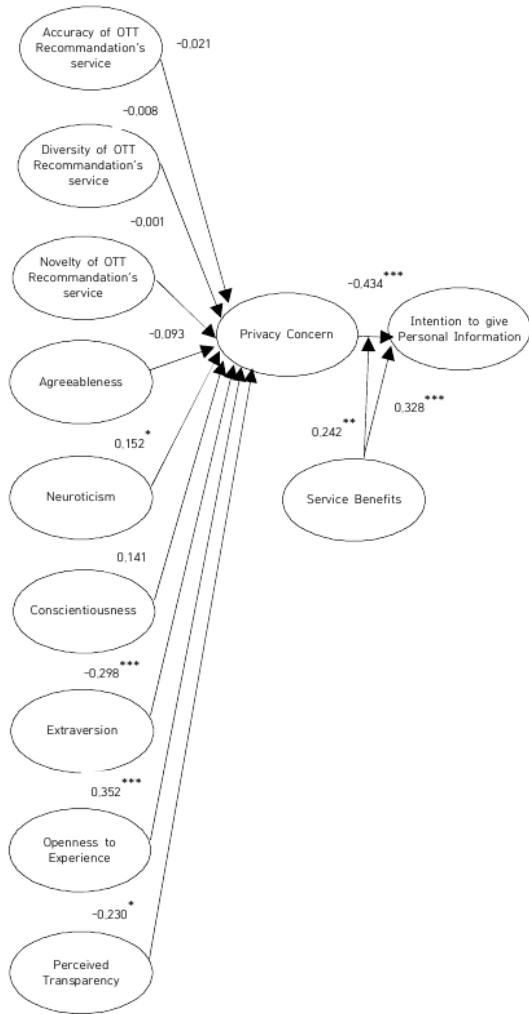 Accuracy of OTT
Recommandation's
service
-0.021
-0.008
Diversity of OTT
Recommandation's
service
-0.001
Novelty of OTT
Recommandation's
service
-0.434***
Privacy Concern
Intention to give
Personal Information
-0.093
Agreeableness
0.152*
0.242**
0.328***
Neuroticism
Service Benefits
0.141
Conscientiousness
-0.298***
Extraversion
0.352***
Openness to
Experience
-0.230*
Perceived
Transparency